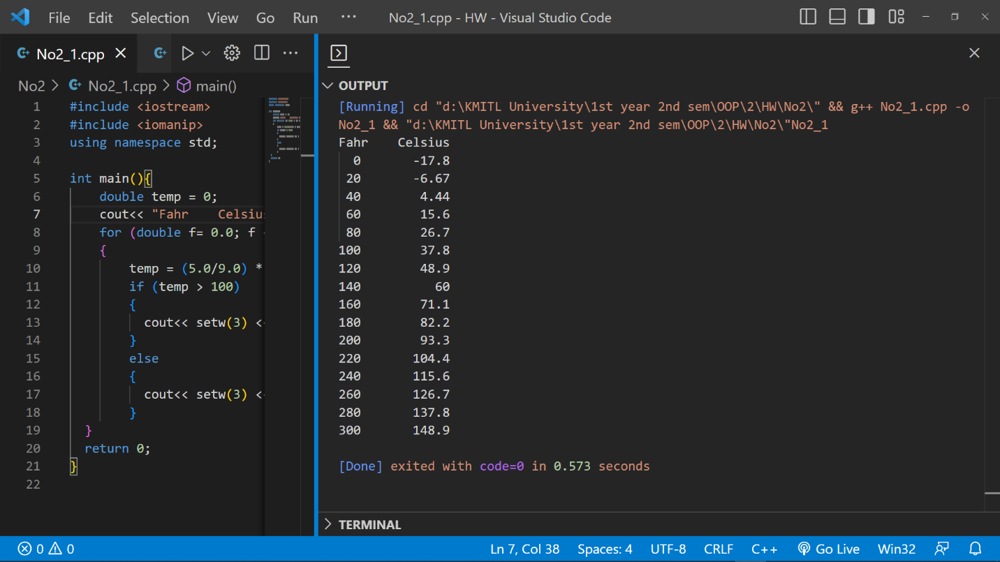 File Edit Selection View Go Run ··· No2_1.cpp - HW - Visual Studio Code
No2_1.cpp
No2 > No2_1.cpp > main()
1 #include <iostream>
2 #include <iomanip>
3 using namespace std;
4
5 int main(){
6 double temp = 0;
7 cout<< "Fahr    Celsius
8 for (double f= 0.0; f
9 {
10 temp = (5.0/9.0) *
11 if (temp > 100)
12 {
13 cout<< setw(3) <
14 }
15 else
16 {
17 cout<< setw(3) <
18 }
19 }
20 return 0;
21 }
22
OUTPUT
[Running] cd "d:\KMITL University\1st year 2nd sem\OOP\2\HW\No2\" && g++ No2_1.cpp -o
No2_1 && "d:\KMITL University\1st year 2nd sem\OOP\2\HW\No2\"No2_1
Fahr    Celsius
0 -17.8
20 -6.67
40 4.44
60 15.6
80 26.7
100 37.8
120 48.9
140 60
160 71.1
180 82.2
200 93.3
220 104.4
240 115.6
260 126.7
280 137.8
300 148.9
[Done] exited with code=0 in 0.573 seconds
TERMINAL
0 0 Ln 7, Col 38 Spaces: 4 UTF-8 CRLF C++ Go Live Win32